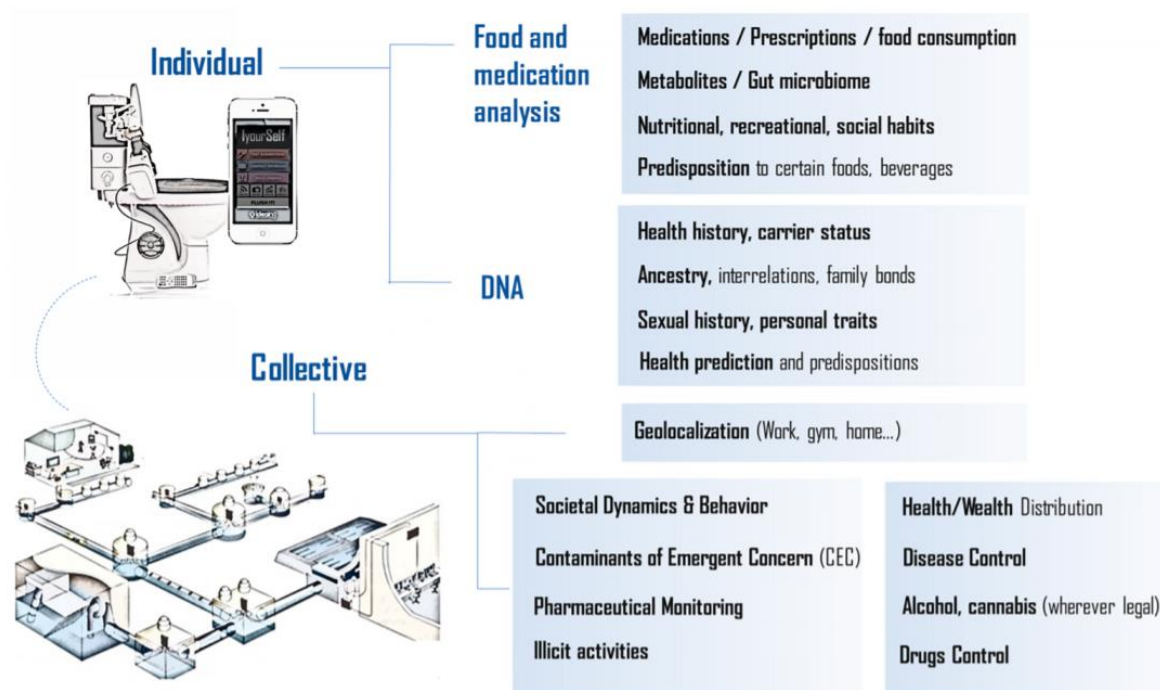 Individual
Food and
medication
analysis
Medications / Prescriptions / food consumption
Metabolites / Gut microbiome
Nutritional, recreational, social habits
Predisposition to certain foods, beverages
IyourSelf
FLUSH IT!
DNA
Health history, carrier status
Ancestry, interrelations, family bonds
Sexual history, personal traits
Health prediction and predispositions
Collective
Geolocalization (Work, gym, home...)
Societal Dynamics & Behavior
Contaminants of Emergent Concern (CEC)
Pharmaceutical Monitoring
Illicit activities
Health/Wealth Distribution
Disease Control
Alcohol, cannabis (wherever legal)
Drugs Control